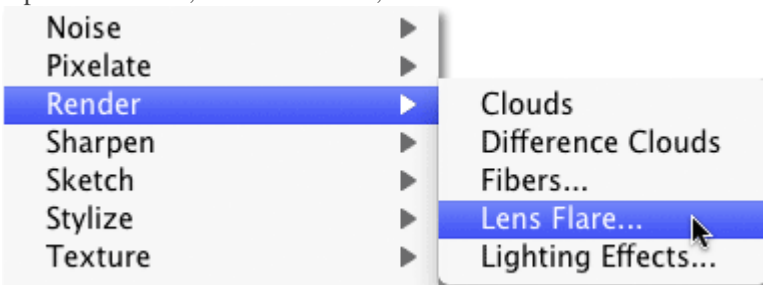 Noise
Pixelate
Render
Sharpen
Sketch
Stylize
Texture
Clouds
Difference Clouds
Fibers...
Lens Flare...
Lighting Effects...